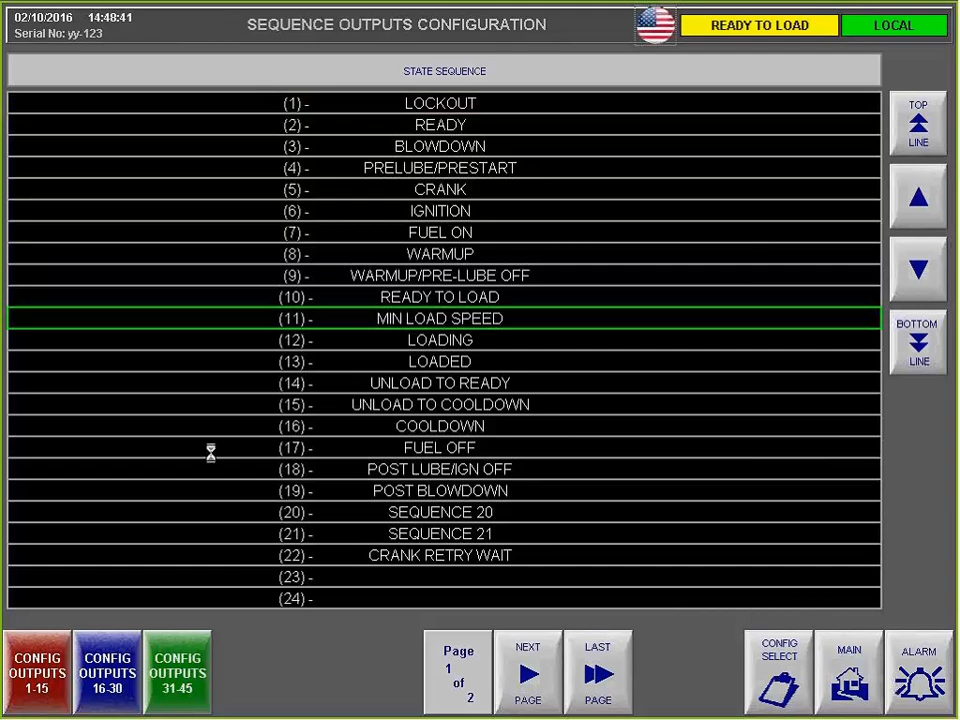 02/10/2016 14:48:41
Serial No: yy-123
SEQUENCE OUTPUTS CONFIGURATION
READY TO LOAD
LOCAL
STATE SEQUENCE
(1) - LOCKOUT
(2) - READY
(3) - BLOWDOWN
(4) - PRELUBE/PRESTART
(5) - CRANK
(6) - IGNITION
(7) - FUEL ON
(8) - WARMUP
(9) - WARMUP/PRE-LUBE OFF
(10) - READY TO LOAD
(11) - MIN LOAD SPEED
(12) - LOADING
(13) - LOADED
(14) - UNLOAD TO READY
(15) - UNLOAD TO COOLDOWN
(16) - COOLDOWN
(17) - FUEL OFF
(18) - POST LUBE/IGN OFF
(19) - POST BLOWDOWN
(20) - SEQUENCE 20
(21) - SEQUENCE 21
(22) - CRANK RETRY WAIT
(23) -
(24) -
TOP
LINE
BOTTOM
LINE
CONFIG
OUTPUTS
1-15
CONFIG
OUTPUTS
16-30
CONFIG
OUTPUTS
31-45
Page
1
of
2
NEXT
PAGE
LAST
PAGE
CONFIG
SELECT
MAIN
ALARM